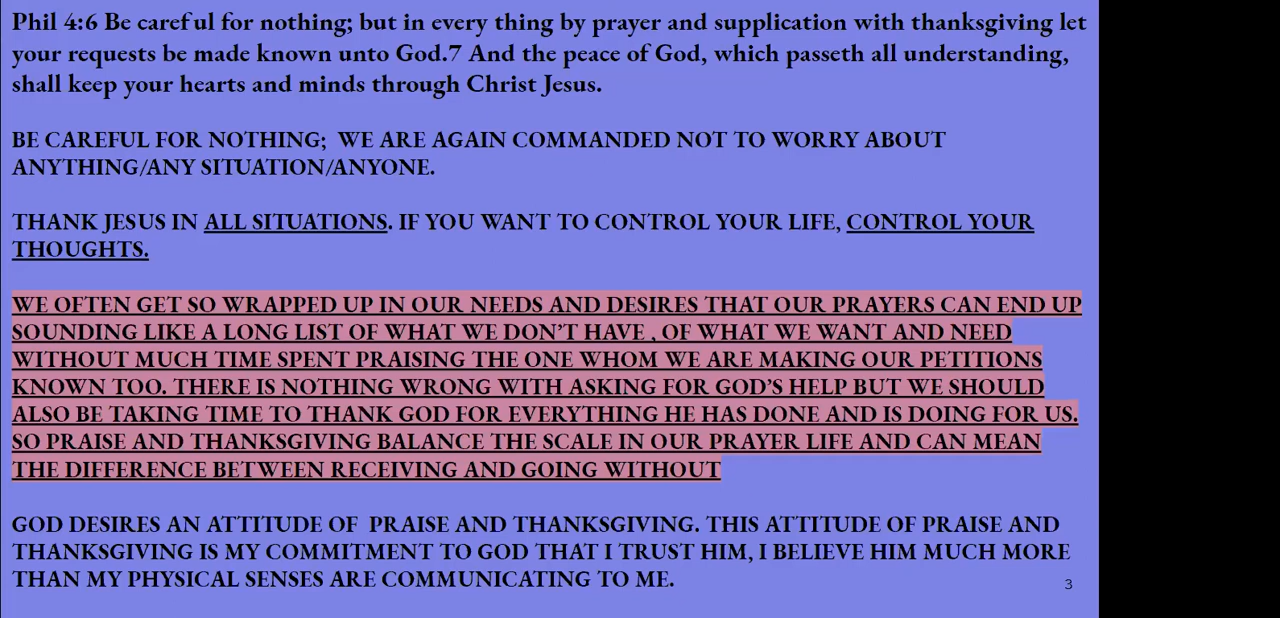 Phil 4:6 Be careful for nothing; but in every thing by prayer and supplication with thanksgiving let
your requests be made known unto God.7 And the peace of God, which passeth all understanding,
shall keep your hearts and minds through Christ Jesus.
BE CAREFUL FOR NOTHING;  WE ARE AGAIN COMMANDED NOT TO WORRY ABOUT
ANYTHING/ANY SITUATION/ANYONE.
THANK JESUS IN ALL SITUATIONS. IF YOU WANT TO CONTROL YOUR LIFE, CONTROL YOUR
THOUGHTS.
WE OFTEN GET SO WRAPPED UP IN OUR NEEDS AND DESIRES THAT OUR PRAYERS CAN END UP
SOUNDING LIKE A LONG LIST OF WHAT WE DON'T HAVE , OF WHAT WE WANT AND NEED
WITHOUT MUCH TIME SPENT PRAISING THE ONE WHOM WE ARE MAKING OUR PETITIONS
KNOWN TOO. THERE IS NOTHING WRONG WITH ASKING FOR GOD'S HELP BUT WE SHOULD
ALSO BE TAKING TIME TO THANK GOD FOR EVERYTHING HE HAS DONE AND IS DOING FOR US.
SO PRAISE AND THANKSGIVING BALANCE THE SCALE IN OUR PRAYER LIFE AND CAN MEAN
THE DIFFERENCE BETWEEN RECEIVING AND GOING WITHOUT
GOD DESIRES AN ATTITUDE OF  PRAISE AND THANKSGIVING. THIS ATTITUDE OF PRAISE AND
THANKSGIVING IS MY COMMITMENT TO GOD THAT I TRUST HIM, I BELIEVE HIM MUCH MORE
THAN MY PHYSICAL SENSES ARE COMMUNICATING TO ME.
3